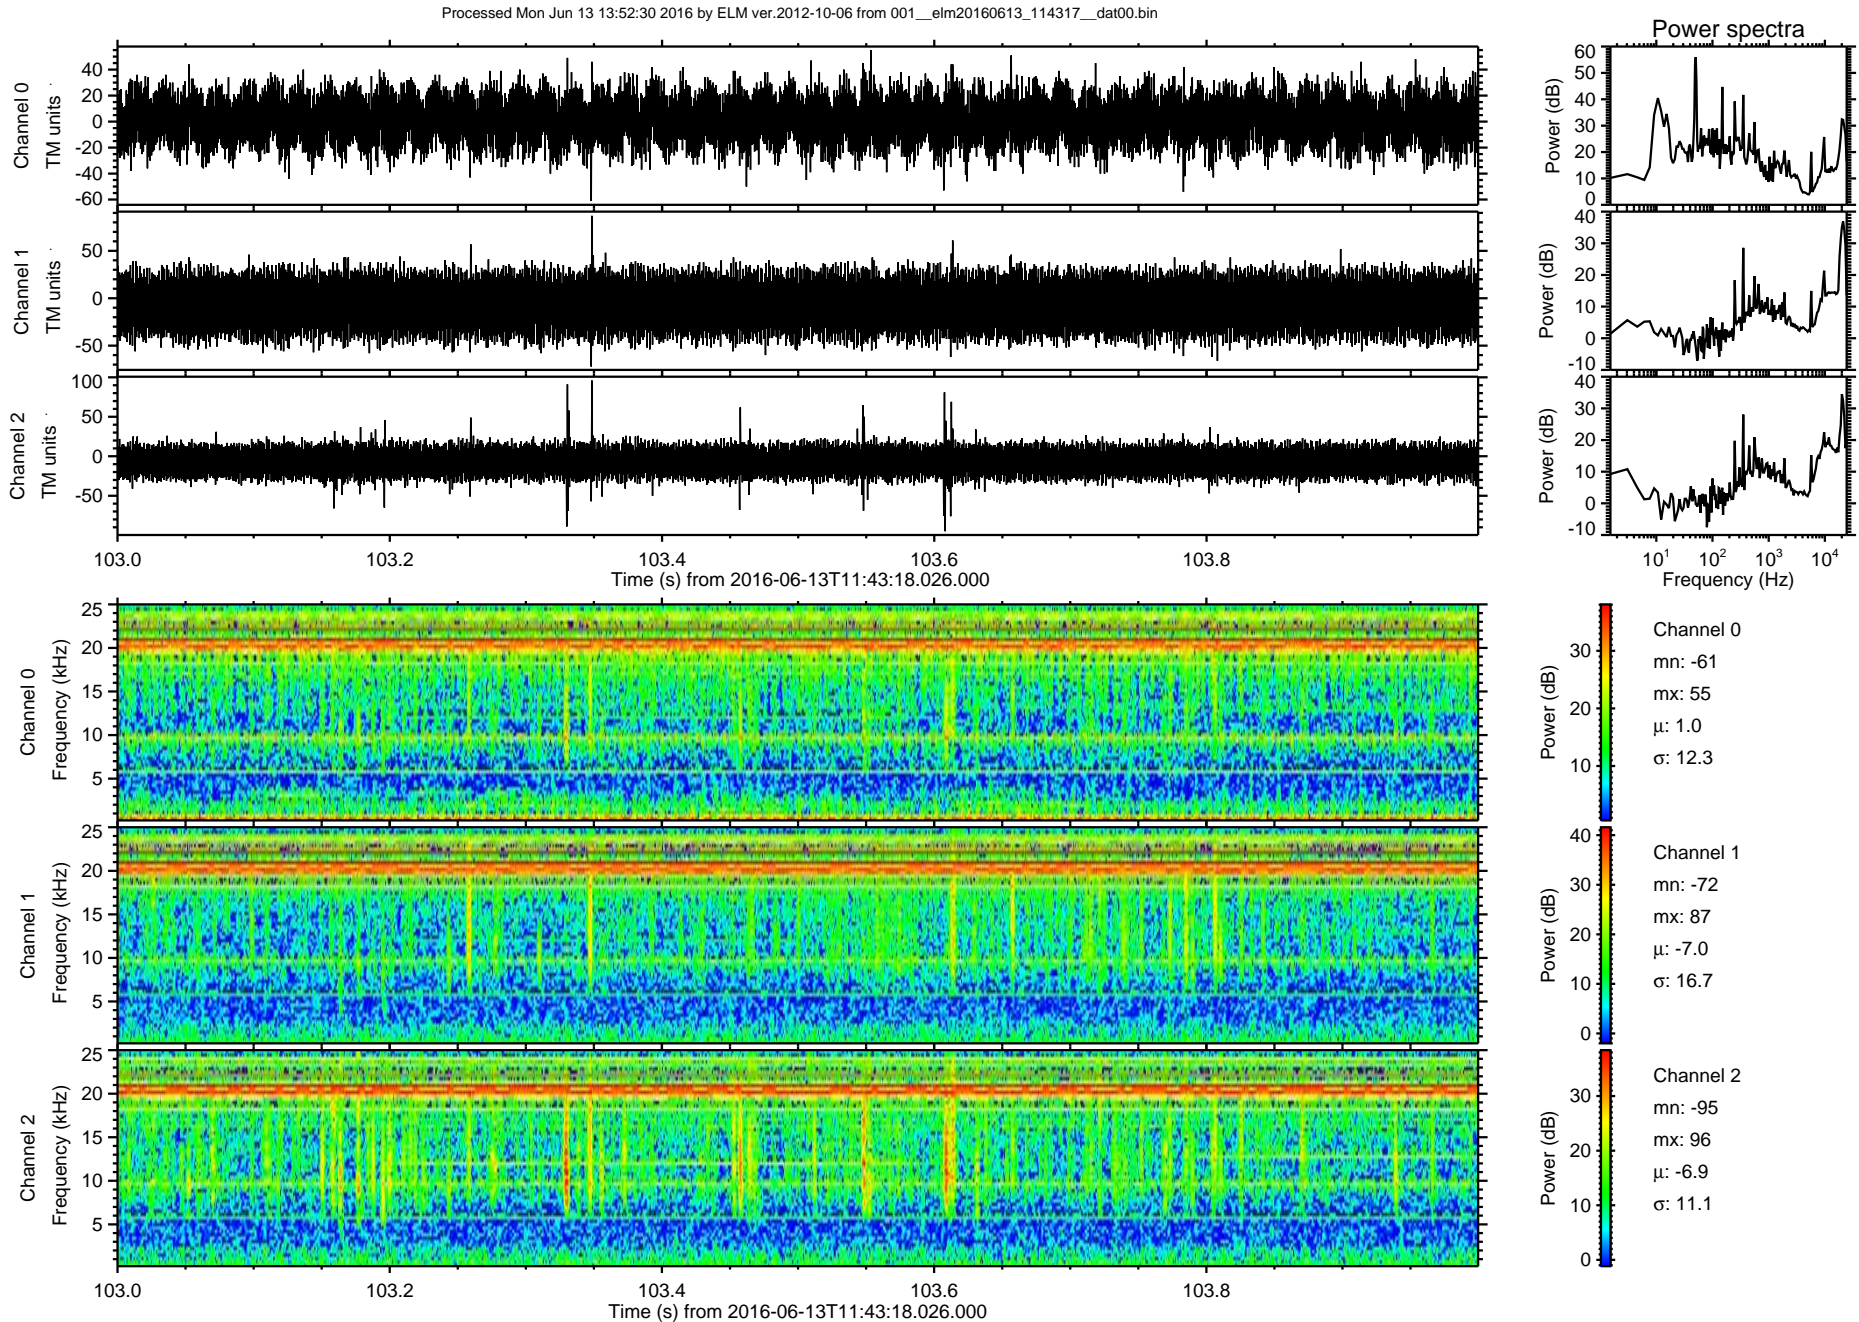 Processed Mon Jun 13 13:52:30 2016 by ELM ver.2012-10-06 from 001__elm20160613_114317__dat00.bin
Power spectra
Channel 0
TM units
40
20
0
-20
-40
-60
Power (dB)
60
50
40
30
20
10
0
Channel 1
TM units
50
0
-50
Power (dB)
40
30
20
10
0
-10
Channel 2
TM units
100
50
0
-50
Power (dB)
40
30
20
10
0
-10
103.0 103.2 103.4 103.6 103.8
Time (s) from 2016-06-13T11:43:18.026.000
10¹ 10² 10³ 10⁴
Frequency (Hz)
Channel 0
Frequency (kHz)
25
20
15
10
5
Power (dB)
30
20
10
Channel 0
mn: -61
mx: 55
μ: 1.0
σ: 12.3
Channel 1
Frequency (kHz)
25
20
15
10
5
Power (dB)
40
30
20
10
0
Channel 1
mn: -72
mx: 87
μ: -7.0
σ: 16.7
Channel 2
Frequency (kHz)
25
20
15
10
5
Power (dB)
30
20
10
0
Channel 2
mn: -95
mx: 96
μ: -6.9
σ: 11.1
103.0 103.2 103.4 103.6 103.8
Time (s) from 2016-06-13T11:43:18.026.000